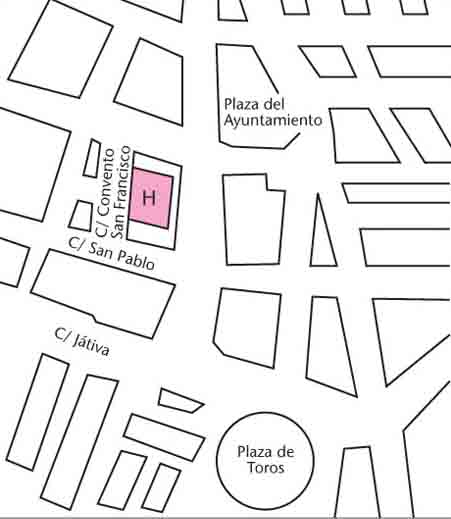 Plaza del
Ayuntamiento
C/ Convento
San Francisco
H
C/ San Pablo
C/ Játiva
Plaza de
Toros